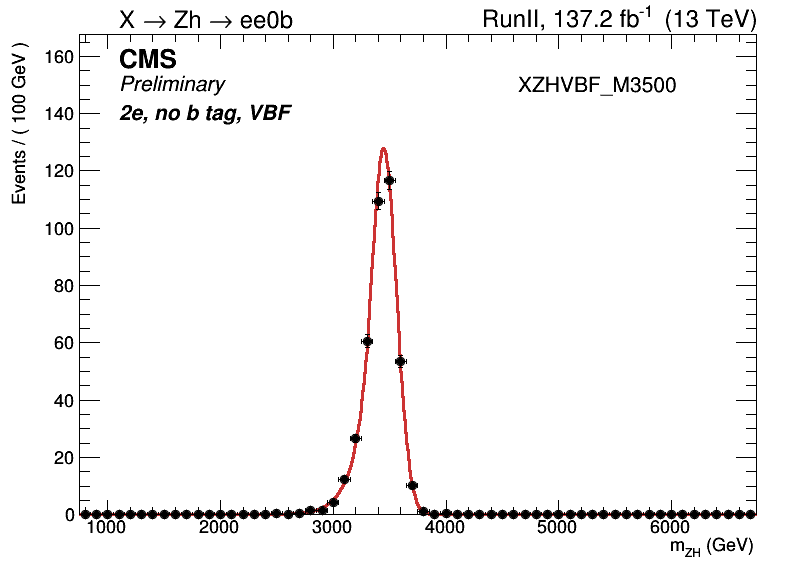 X → Zh → ee0b
RunII, 137.2 fb⁻¹ (13 TeV)
CMS
Preliminary
2e, no b tag, VBF
XZHVBF_M3500
Events / ( 100 GeV )
160
140
120
100
80
60
40
20
0
1000 2000 3000 4000 5000 6000
m_ZH (GeV)